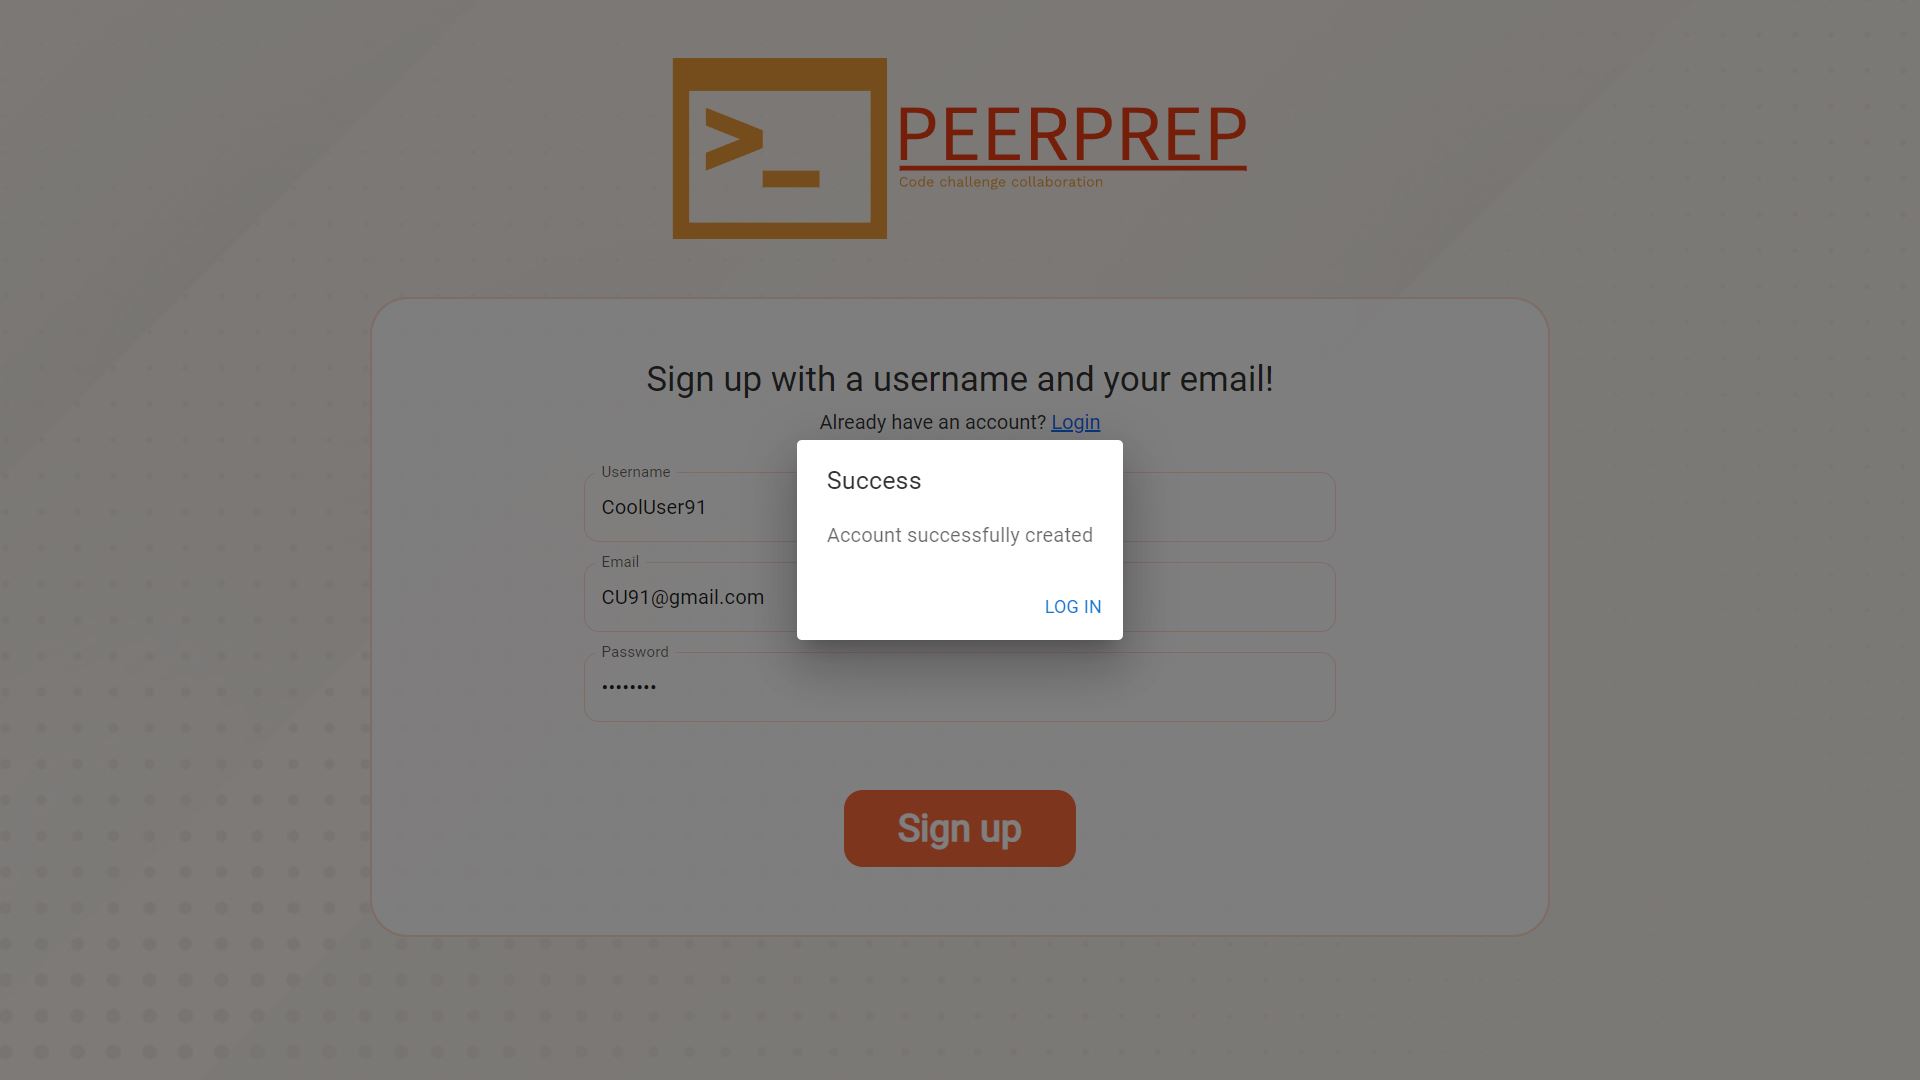 >_
PEERPREP
Code challenge collaboration
Sign up with a username and your email!
Already have an account? Login
Username
CoolUser91
Email
CU91@gmail.com
Password
••••••••
Success
Account successfully created
LOG IN
Sign up